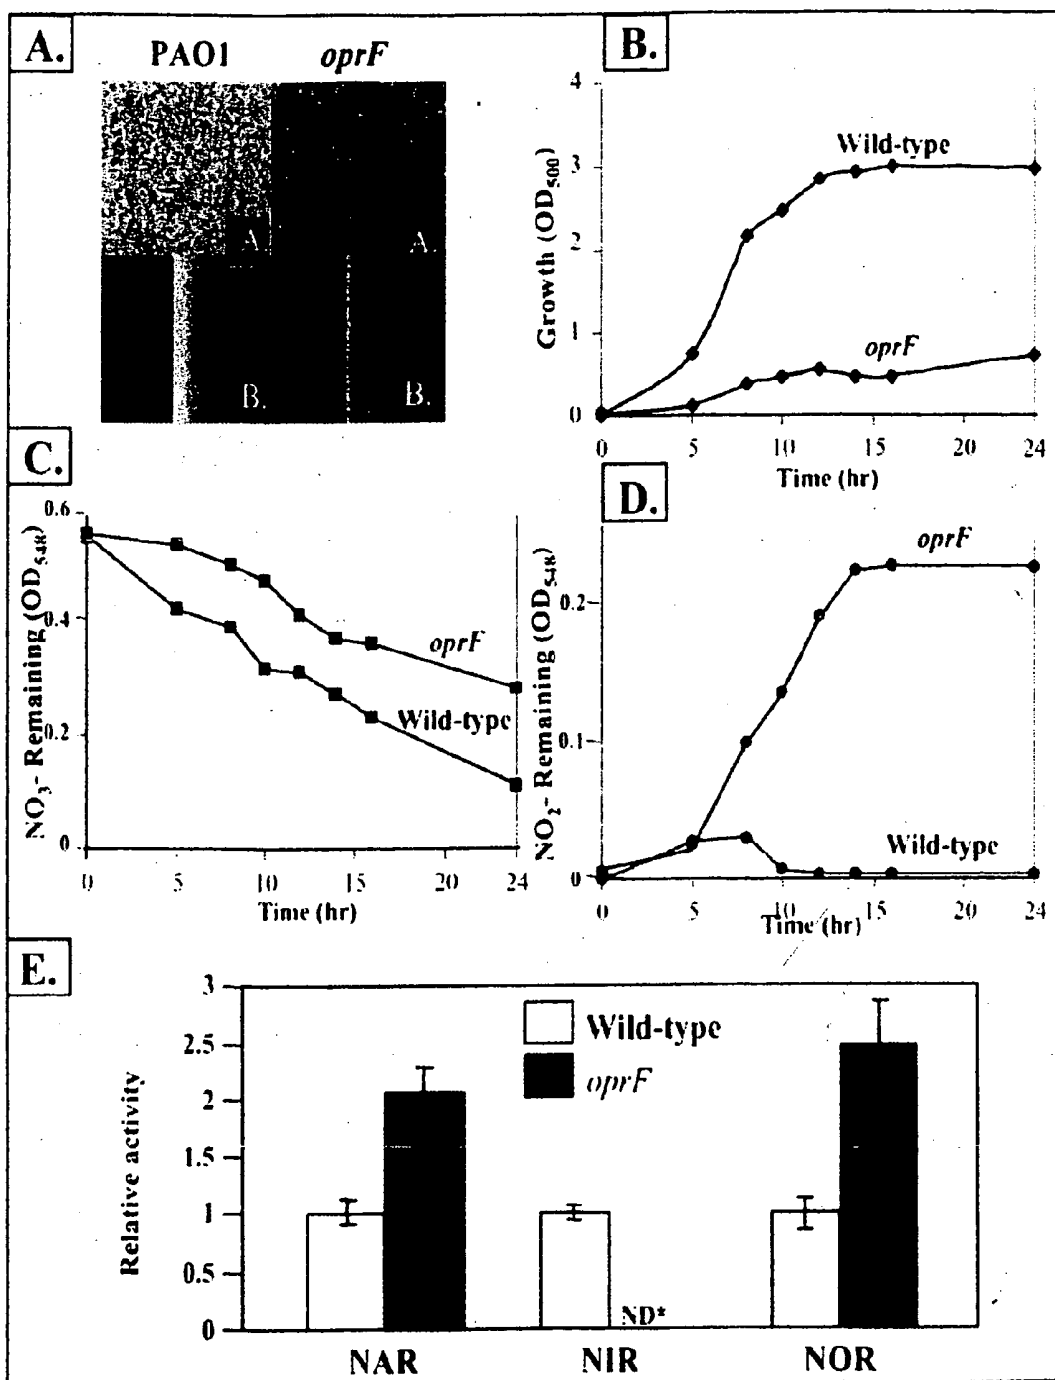 A.
PAO1 oprF
A. A.
B. B.
B.
Growth (OD500)
4
3
2
1
0
Wild-type
oprF
0 5 10 15 20 24
Time (hr)
C.
NO3- Remaining (OD548)
0.6
0.4
0.2
0
oprF
Wild-type
0 5 10 15 20 24
Time (hr)
D.
NO2- Remaining (OD548)
0.2
0.1
0
oprF
Wild-type
0 5 10 15 20 24
Time (hr)
E.
Relative activity
3
2.5
2
1.5
1
0.5
0
Wild-type
oprF
ND*
NAR NIR NOR